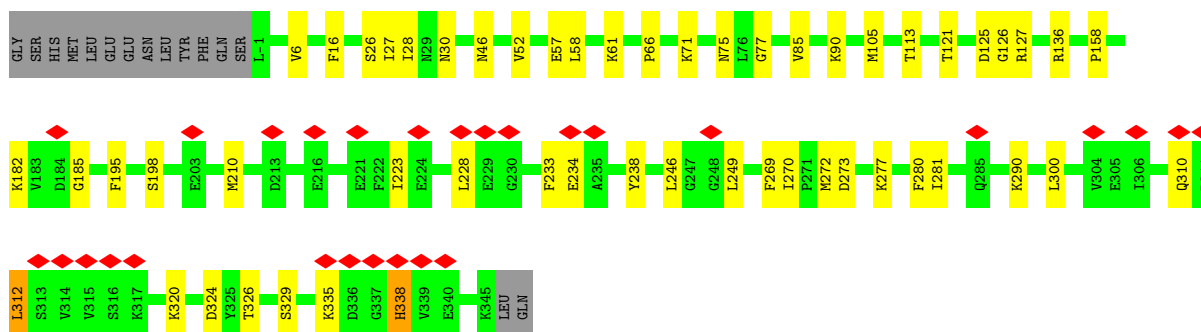 GLY SER HIS MET LEU GLU GLU ASN LEU TYR PHE GLN SER L-1 V6 F16 S26 I27 I28 N29 N30 N46 V52 E57 L58 K61 P66 K71 N75 L76 G77 V85 K90 M105 T113 T121 D125 G126 R127 R136 P158
K182 V183 D184 G185 F195 S198 E203 M210 D213 E216 E221 F222 I223 E224 L228 E229 G230 F233 E234 A235 Y238 L246 G247 G248 L249 F269 I270 P271 M272 D273 K277 F280 I281 Q285 K290 L300 V304 E305 I306 Q310
L312 S313 V314 V315 S316 K317 K320 D324 Y325 T326 S329 K335 D336 G337 H338 V339 E340 K345 LEU GLN